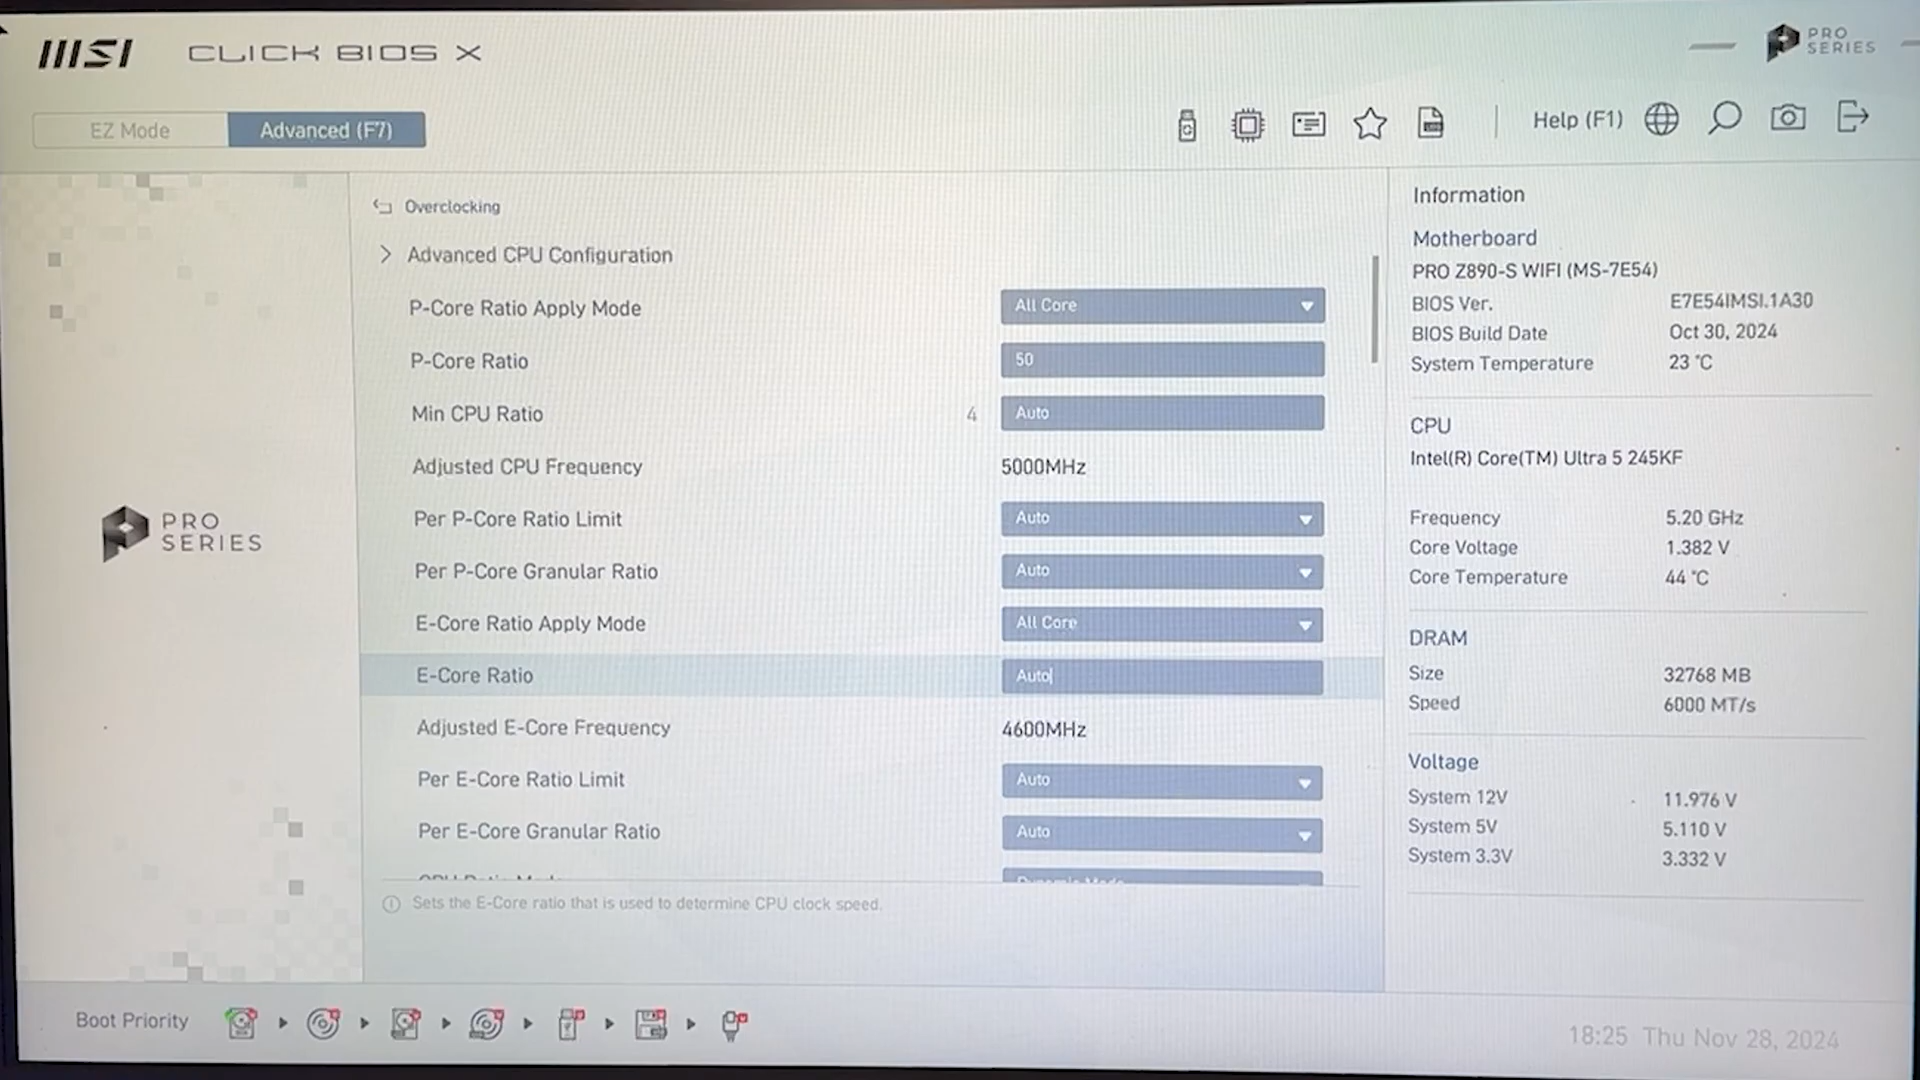 msi CLICK BIOS X
PRO SERIES
EZ Mode
Advanced (F7)
Help (F1)
Overclocking
Advanced CPU Configuration
P-Core Ratio Apply Mode All Core
P-Core Ratio 50
Min CPU Ratio 4 Auto
Adjusted CPU Frequency 5000MHz
Per P-Core Ratio Limit Auto
Per P-Core Granular Ratio Auto
E-Core Ratio Apply Mode All Core
E-Core Ratio Auto
Adjusted E-Core Frequency 4600MHz
Per E-Core Ratio Limit Auto
Per E-Core Granular Ratio Auto
Sets the E-Core ratio that is used to determine CPU clock speed.
PRO
SERIES
Information
Motherboard
PRO Z890-S WIFI (MS-7E54)
BIOS Ver. E7E54IMSI.1A30
BIOS Build Date Oct 30, 2024
System Temperature 23 °C
CPU
Intel(R) Core(TM) Ultra 5 245KF
Frequency 5.20 GHz
Core Voltage 1.382 V
Core Temperature 44 °C
DRAM
Size 32768 MB
Speed 6000 MT/s
Voltage
System 12V 11.976 V
System 5V 5.110 V
System 3.3V 3.332 V
Boot Priority
18:25 Thu Nov 28, 2024